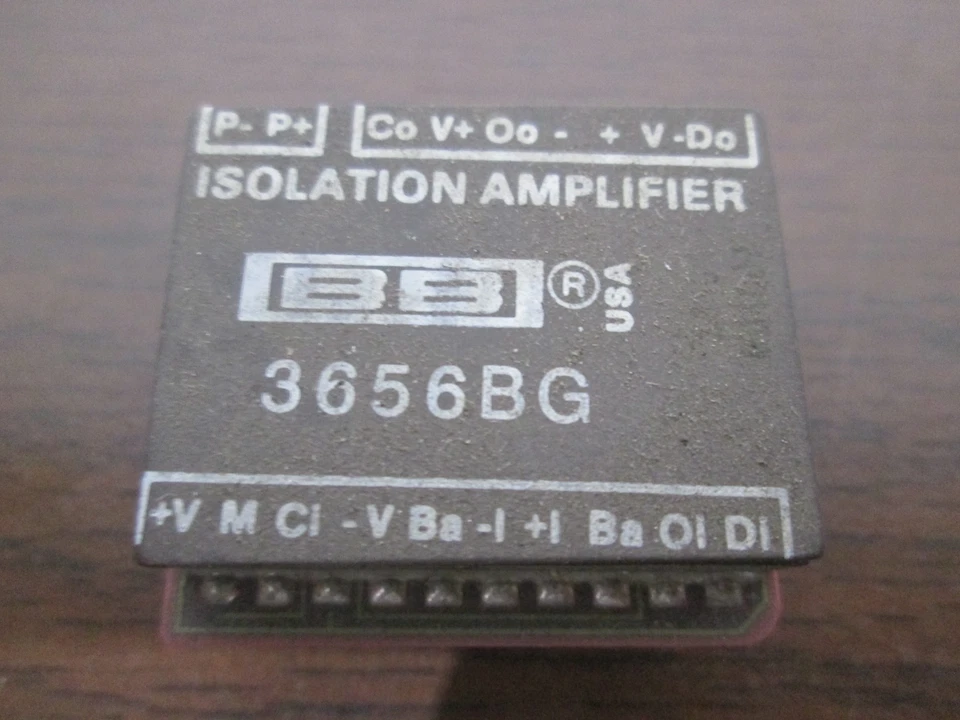 P- P+ Co V+ Oo - + V -Do
ISOLATION AMPLIFIER
BB ® USA
3656BG
+V M CI -V Ba -I +I Ba OI DI